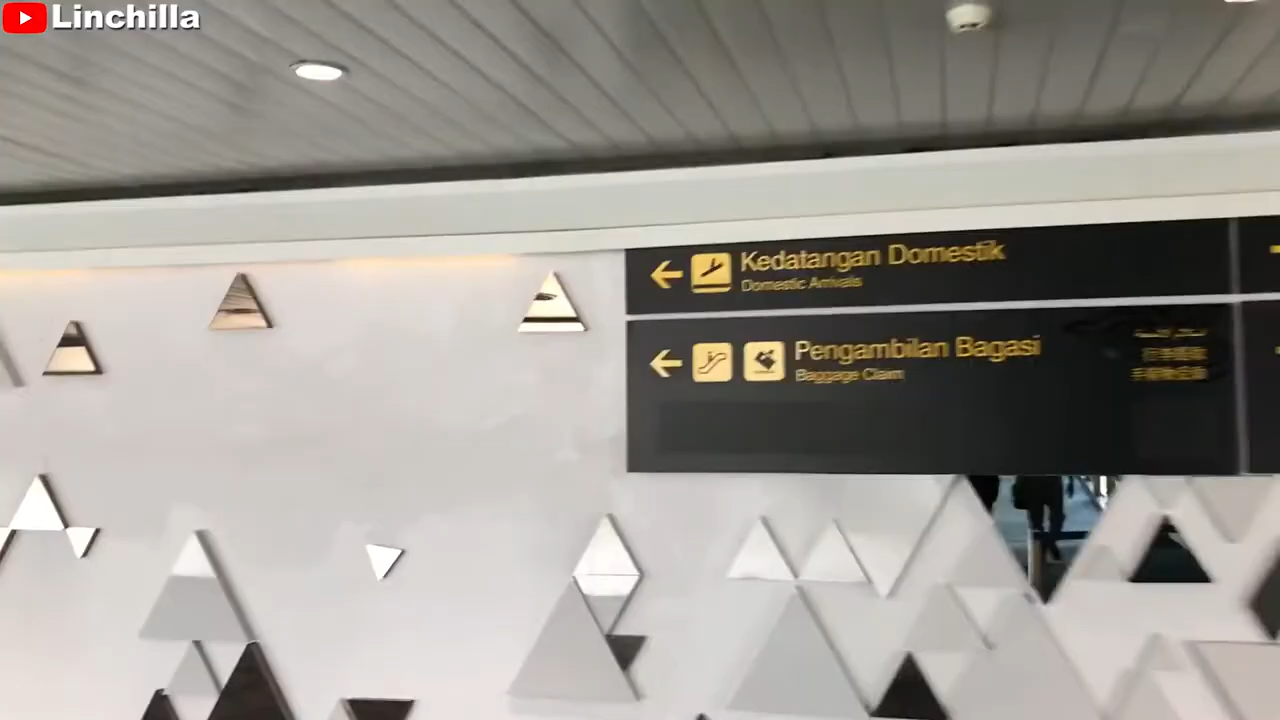 Linchilla
Kedatangan Domestik
Domestic Arrivals
Pengambilan Bagasi
Baggage Claim